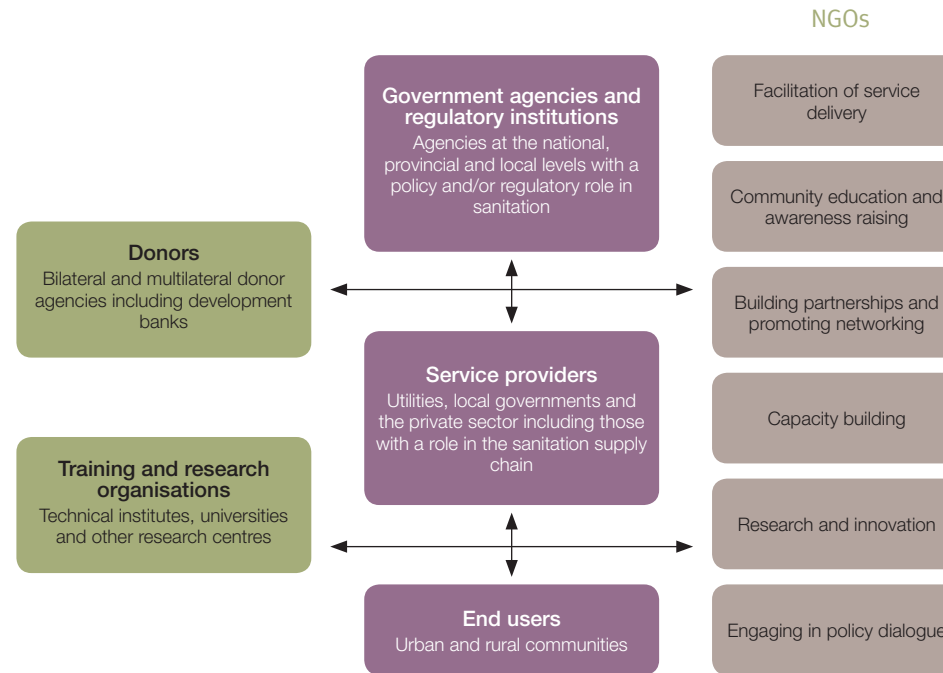 NGOs
Government agencies and
regulatory institutions
Agencies at the national,
provincial and local levels with a
policy and/or regulatory role in
sanitation
Donors
Bilateral and multilateral donor
agencies including development
banks
Service providers
Utilities, local governments and
the private sector including those
with a role in the sanitation supply
chain
Training and research
organisations
Technical institutes, universities
and other research centres
End users
Urban and rural communities
Facilitation of service
delivery
Community education and
awareness raising
Building partnerships and
promoting networking
Capacity building
Research and innovation
Engaging in policy dialogue